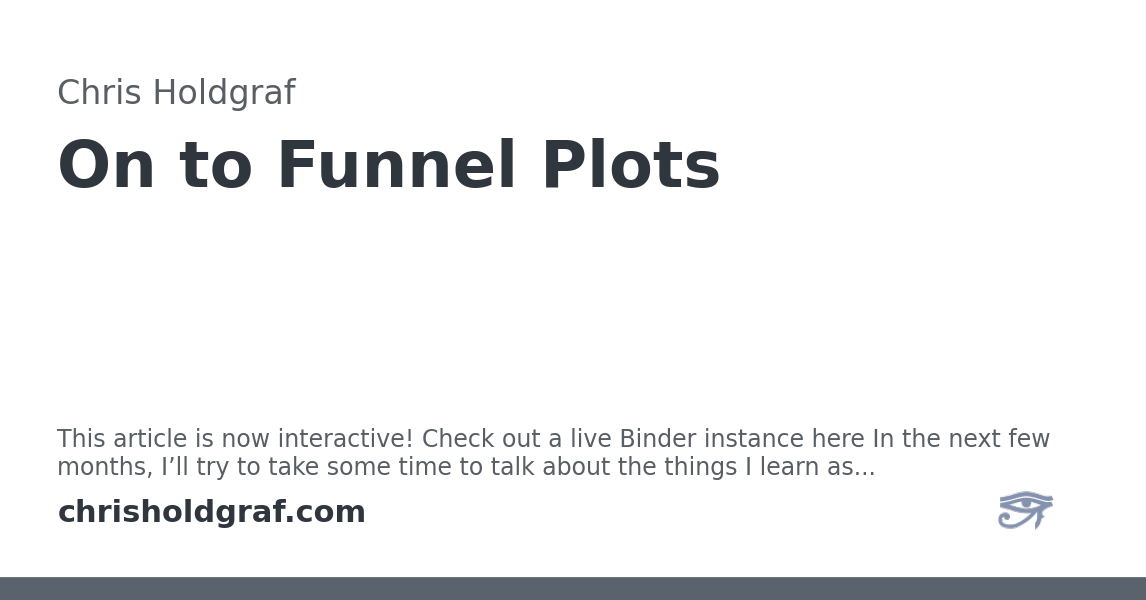 Chris Holdgraf
On to Funnel Plots
This article is now interactive! Check out a live Binder instance here In the next few
months, I’ll try to take some time to talk about the things I learn as...
chrisholdgraf.com